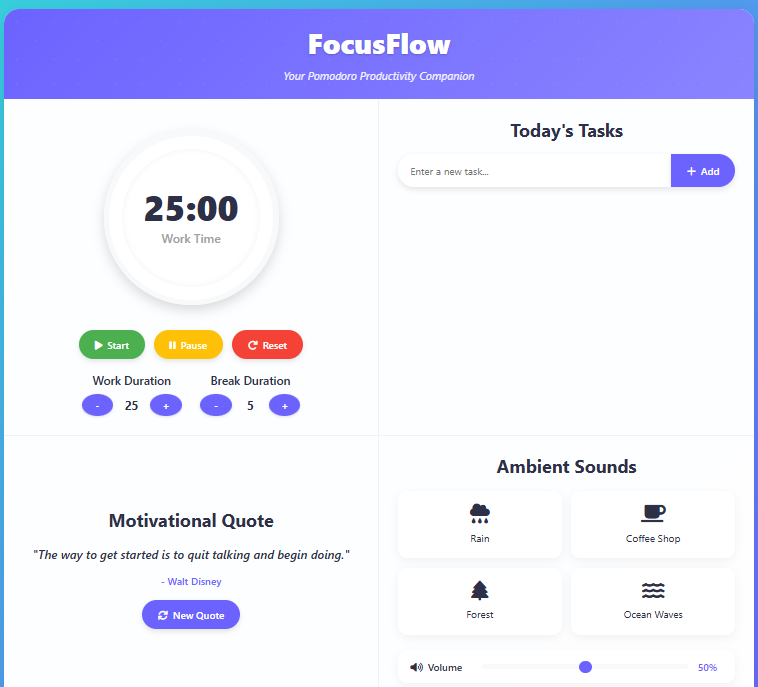 FocusFlow
Your Pomodoro Productivity Companion
25:00
Work Time
Start
Pause
Reset
Work Duration
Break Duration
- 25 +
- 5 +
Today's Tasks
Enter a new task...
+ Add
Motivational Quote
"The way to get started is to quit talking and begin doing."
- Walt Disney
New Quote
Ambient Sounds
Rain
Coffee Shop
Forest
Ocean Waves
Volume
50%